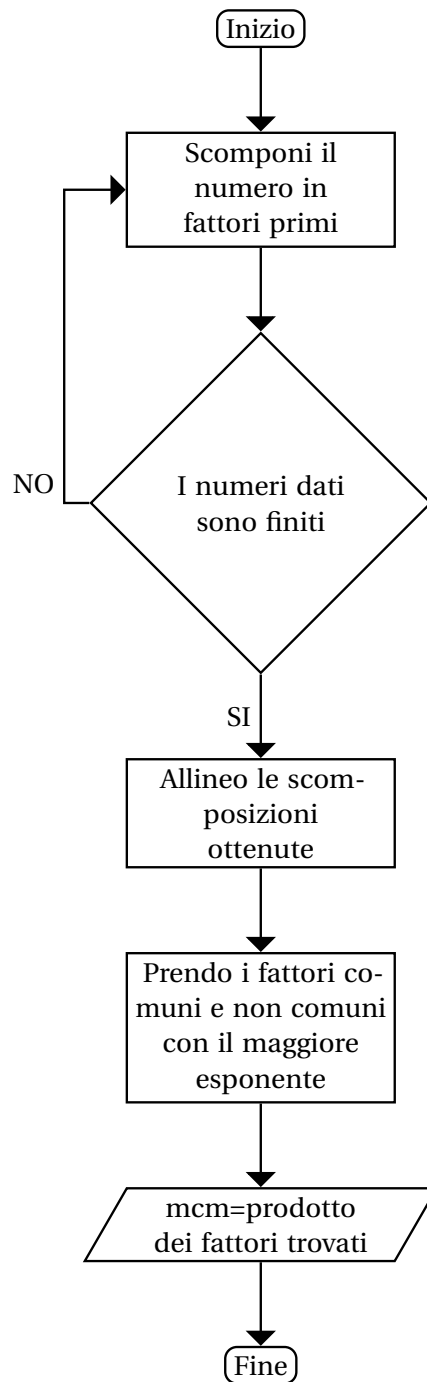 Inizio
Scomponi il
numero in
fattori primi
I numeri dati
sono finiti
NO
SI
Allineo le scom-
posizioni
ottenute
Prendo i fattori co-
muni e non comuni
con il maggiore
esponente
mcm=prodotto
dei fattori trovati
Fine